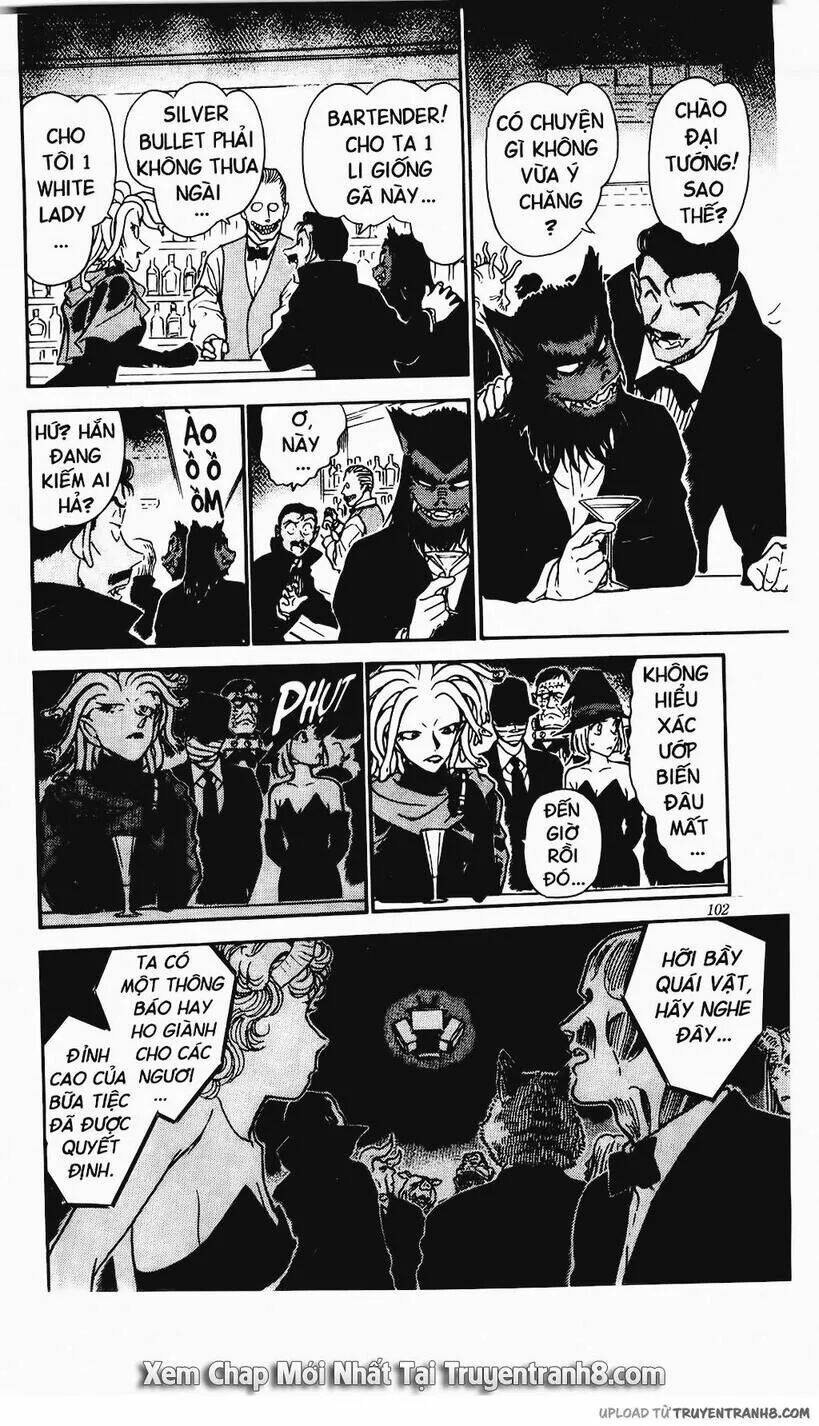 CHÀO
ĐẠI
TƯỚNG!
SAO
THẾ?
CÓ CHUYỆN
GÌ KHÔNG
VỪA Ý
CHĂNG
?
BARTENDER!
CHO TA 1
LI GIỐNG
GÃ NÀY...
SILVER
BULLET PHẢI
KHÔNG THƯA
NGÀI
...
CHO
TÔI 1
WHITE
LADY
...
Ơ,
NÀY
...
ÀO
Ồ Ồ
ỒM
HỨ? HẮN
ĐANG
KIẾM AI
HẢ?
KHÔNG
HIỂU
XÁC
ƯỚP
BIẾN
ĐÂU
MẤT
...
ĐẾN
GIỜ
RỒI
ĐÓ...
PHỤT
102
HỠI BẦY
QUÁI VẬT,
HÃY NGHE
ĐÂY...
TA CÓ
MỘT THÔNG
BÁO HAY
HO GIÀNH
CHO CÁC
NGƯƠI
...
ĐỈNH
CAO CỦA
BỮA TIỆC
ĐÃ ĐƯỢC
QUYẾT
ĐỊNH.
Xem Chap Mới Nhất Tại Truyentranh8.com
UPLOAD TỪ TRUYENTRANH8.COM